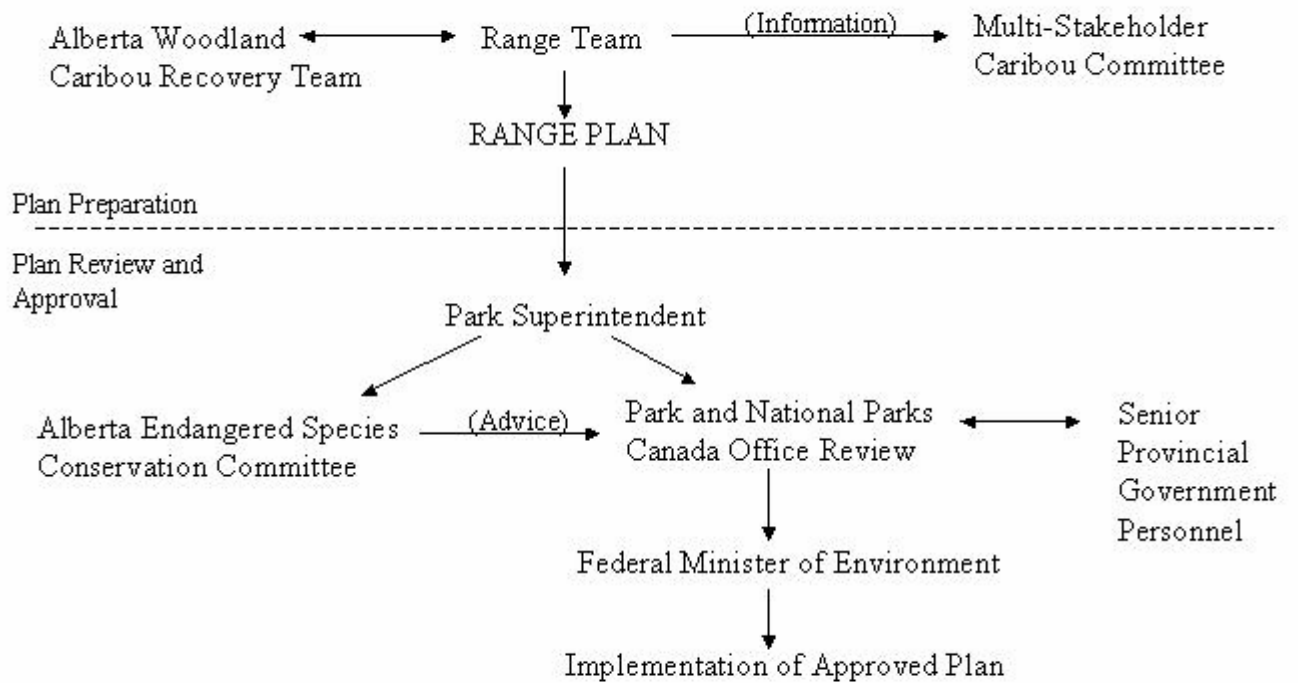 Alberta Woodland
Caribou Recovery Team
Range Team
(Information)
Multi-Stakeholder
Caribou Committee
RANGE PLAN
Plan Preparation
Plan Review and
Approval
Park Superintendent
Alberta Endangered Species
Conservation Committee
(Advice)
Park and National Parks
Canada Office Review
Senior
Provincial
Government
Personnel
Federal Minister of Environment
Implementation of Approved Plan